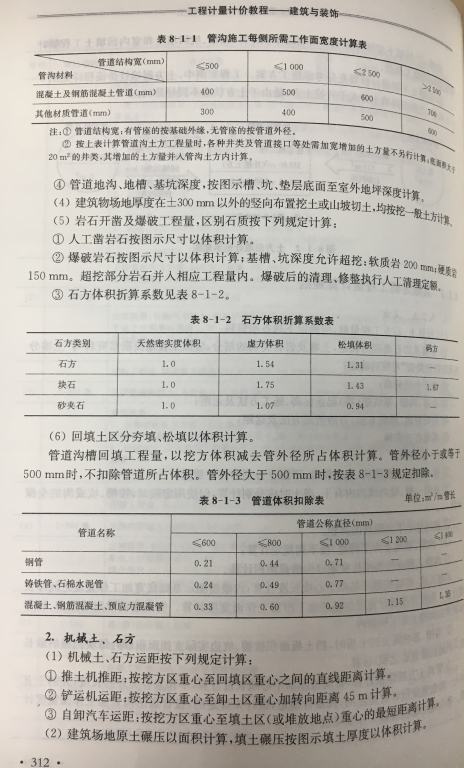 工程计量计价教程——建筑与装饰
表 8-1-1 管沟施工每侧所需工作面宽度计算表
管道结构宽(mm) ≤500 ≤1 000 ≤2 500 >2 500
管沟材料
混凝土及钢筋混凝土管道(mm) 400 500 600 700
其他材质管道(mm) 300 400 500 600
注:① 管道结构宽:有管座的按基础外缘,无管座的按管道外径。
② 按上表计算管道沟土方工程量时,各种井类及管道接口等处需加宽增加的土方量不另行计算;底面积大于
20 m²的井类,其增加的土方量并入管沟土方内计算。
④ 管道地沟、地槽、基坑深度,按图示槽、坑、垫层底面至室外地坪深度计算。
(4) 建筑物场地厚度在±300 mm以外的竖向布置挖土或山坡切土,均按挖一般土方计算。
(5) 岩石开凿及爆破工程量,区别石质按下列规定计算:
① 人工凿岩石按图示尺寸以体积计算。
② 爆破岩石按图示尺寸以体积计算;基槽、坑深度允许超挖:软质岩 200 mm;硬质岩
150 mm。超挖部分岩石并入相应工程量内。爆破后的清理、修整执行人工清理定额。
③ 石方体积折算系数见表 8-1-2。
表 8-1-2 石方体积折算系数表
石方类别 天然密实度体积 虚方体积 松填体积 码方
石方 1.0 1.54 1.31 —
块石 1.0 1.75 1.43 1.67
砂夹石 1.0 1.07 0.94 —
(6) 回填土区分夯填、松填以体积计算。
管道沟槽回填工程量,以挖方体积减去管外径所占体积计算。管外径小于或等于
500 mm时,不扣除管道所占体积。管外径大于 500 mm 时,按表 8-1-3 规定扣除。
表 8-1-3 管道体积扣除表 单位:m³/m管长
管道名称 管道公称直径(mm)
≤600 ≤800 ≤1 000 ≤1 200 ≤1 400
钢管 0.21 0.44 0.71 — —
铸铁管、石棉水泥管 0.24 0.49 0.77 — —
混凝土、钢筋混凝土、预应力混凝管 0.33 0.60 0.92 1.15 1.35
2. 机械土、石方
(1) 机械土、石方运距按下列规定计算:
① 推土机推距:按挖方区重心至回填区重心之间的直线距离计算。
② 铲运机运距:按挖方区重心至卸土区重心加转向距离 45 m 计算。
③ 自卸汽车运距:按挖方区重心至填土区(或堆放地点)重心的最短距离计算。
(2) 建筑场地原土碾压以面积计算,填土碾压按图示填土厚度以体积计算。
• 312 •